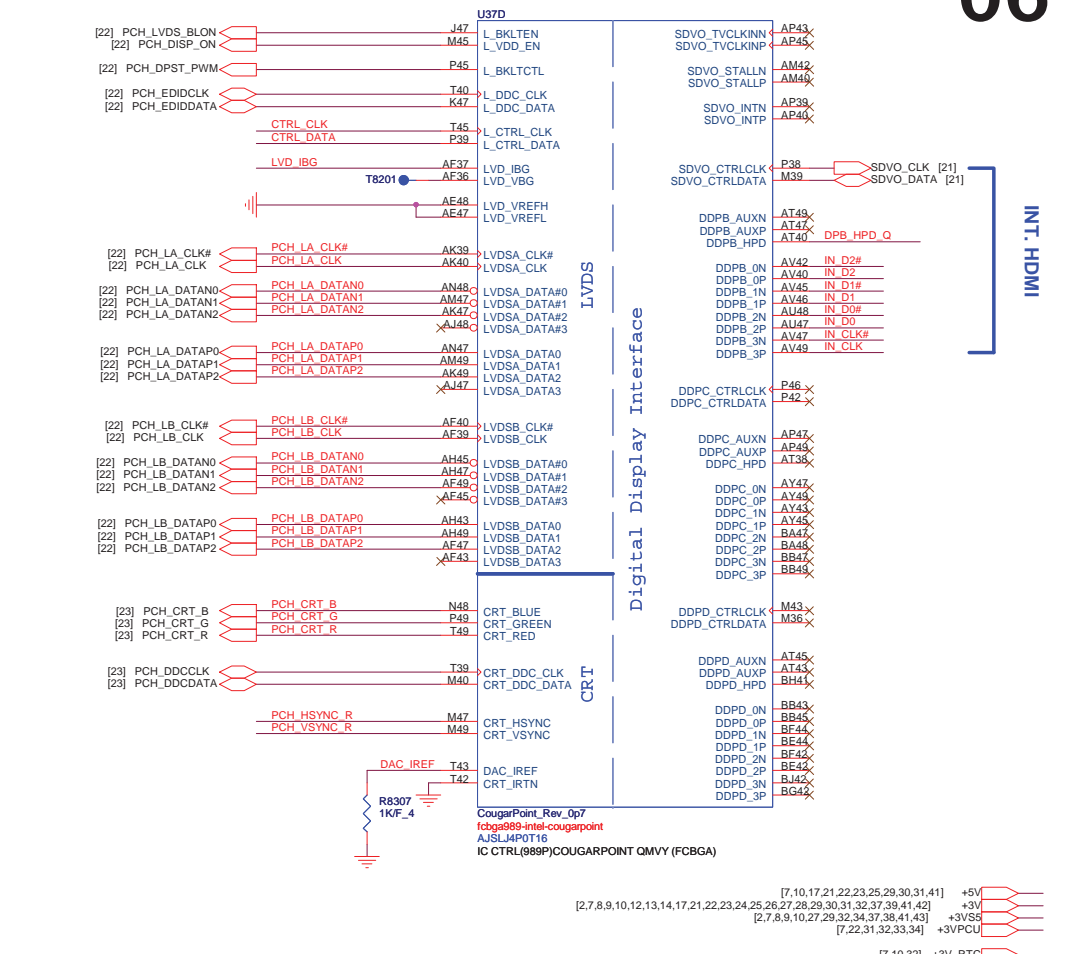 06
U37D
[22] PCH_LVDS_BLON J47 L_BKLTEN
[22] PCH_DISP_ON M45 L_VDD_EN
[22] PCH_DPST_PWM P45 L_BKLTCTL
[22] PCH_EDIDCLK T40 L_DDC_CLK
[22] PCH_EDIDDATA K47 L_DDC_DATA
CTRL_CLK T45 L_CTRL_CLK
CTRL_DATA P39 L_CTRL_DATA
LVD_IBG AF37 LVD_IBG
T8201 AF36 LVD_VBG
AE48 LVD_VREFH
AE47 LVD_VREFL
[22] PCH_LA_CLK# PCH_LA_CLK# AK39 LVDSA_CLK#
[22] PCH_LA_CLK PCH_LA_CLK AK40 LVDSA_CLK
[22] PCH_LA_DATAN0 PCH_LA_DATAN0 AN48 LVDSA_DATA#0
[22] PCH_LA_DATAN1 PCH_LA_DATAN1 AM47 LVDSA_DATA#1
[22] PCH_LA_DATAN2 PCH_LA_DATAN2 AK47 LVDSA_DATA#2
AJ48 LVDSA_DATA#3
[22] PCH_LA_DATAP0 PCH_LA_DATAP0 AN47 LVDSA_DATA0
[22] PCH_LA_DATAP1 PCH_LA_DATAP1 AM49 LVDSA_DATA1
[22] PCH_LA_DATAP2 PCH_LA_DATAP2 AK49 LVDSA_DATA2
AJ47 LVDSA_DATA3
[22] PCH_LB_CLK# PCH_LB_CLK# AF40 LVDSB_CLK#
[22] PCH_LB_CLK PCH_LB_CLK AF39 LVDSB_CLK
[22] PCH_LB_DATAN0 PCH_LB_DATAN0 AH45 LVDSB_DATA#0
[22] PCH_LB_DATAN1 PCH_LB_DATAN1 AH47 LVDSB_DATA#1
[22] PCH_LB_DATAN2 PCH_LB_DATAN2 AF49 LVDSB_DATA#2
AF45 LVDSB_DATA#3
[22] PCH_LB_DATAP0 PCH_LB_DATAP0 AH43 LVDSB_DATA0
[22] PCH_LB_DATAP1 PCH_LB_DATAP1 AH49 LVDSB_DATA1
[22] PCH_LB_DATAP2 PCH_LB_DATAP2 AF47 LVDSB_DATA2
AF43 LVDSB_DATA3
LVDS
[23] PCH_CRT_B PCH_CRT_B N48 CRT_BLUE
[23] PCH_CRT_G PCH_CRT_G P49 CRT_GREEN
[23] PCH_CRT_R PCH_CRT_R T49 CRT_RED
[23] PCH_DDCCLK T39 CRT_DDC_CLK
[23] PCH_DDCDATA M40 CRT_DDC_DATA
PCH_HSYNC_R M47 CRT_HSYNC
PCH_VSYNC_R M49 CRT_VSYNC
DAC_IREF T43 DAC_IREF
T42 CRT_IRTN
R8307
1K/F_4
CRT
Digital Display Interface
SDVO_TVCLKINN AP43
SDVO_TVCLKINP AP45
SDVO_STALLN AM42
SDVO_STALLP AM40
SDVO_INTN AP39
SDVO_INTP AP40
SDVO_CTRLCLK P38 SDVO_CLK [21]
SDVO_CTRLDATA M39 SDVO_DATA [21]
DDPB_AUXN AT49
DDPB_AUXP AT47
DDPB_HPD AT40 DPB_HPD_Q
DDPB_0N AV42 IN_D2#
DDPB_0P AV40 IN_D2
DDPB_1N AV45 IN_D1#
DDPB_1P AV46 IN_D1
DDPB_2N AU48 IN_D0#
DDPB_2P AU47 IN_D0
DDPB_3N AV47 IN_CLK#
DDPB_3P AV49 IN_CLK
INT. HDMI
DDPC_CTRLCLK P46
DDPC_CTRLDATA P42
DDPC_AUXN AP47
DDPC_AUXP AP49
DDPC_HPD AT38
DDPC_0N AY47
DDPC_0P AY49
DDPC_1N AY43
DDPC_1P AY45
DDPC_2N BA47
DDPC_2P BA48
DDPC_3N BB47
DDPC_3P BB49
DDPD_CTRLCLK M43
DDPD_CTRLDATA M36
DDPD_AUXN AT45
DDPD_AUXP AT43
DDPD_HPD BH41
DDPD_0N BB43
DDPD_0P BB45
DDPD_1N BF44
DDPD_1P BE44
DDPD_2N BF42
DDPD_2P BE42
DDPD_3N BJ42
DDPD_3P BG42
CougarPoint_Rev_0p7
fcbga989-intel-cougarpoint
AJSLJ4P0T16
IC CTRL(989P)COUGARPOINT QMVY (FCBGA)
[7,10,17,21,22,23,25,29,30,31,41] +5V
[2,7,8,9,10,12,13,14,17,21,22,23,24,25,26,27,28,29,30,31,32,37,39,41,42] +3V
[2,7,8,9,10,27,29,32,34,37,38,41,43] +3VS5
[7,22,31,32,33,34] +3VPCU
[7,10,32] +3V_RTC